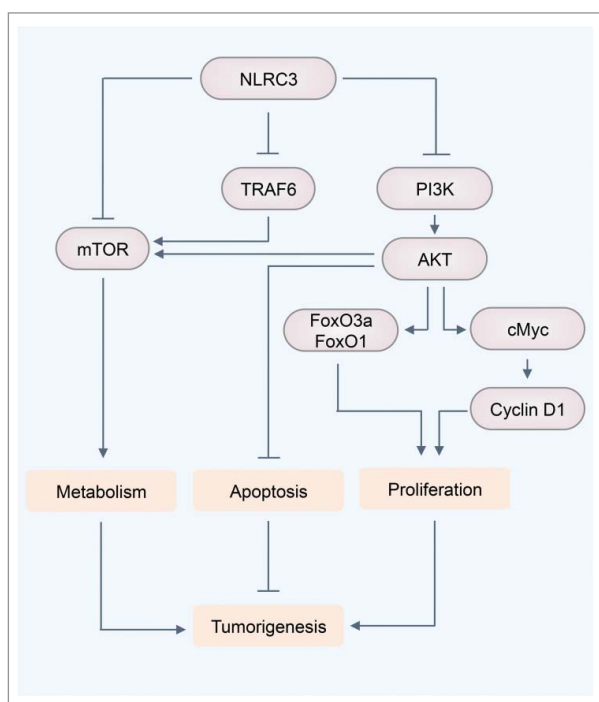 NLRC3
TRAF6
PI3K
mTOR
AKT
FoxO3a
FoxO1
cMyc
Cyclin D1
Metabolism
Apoptosis
Proliferation
Tumorigenesis